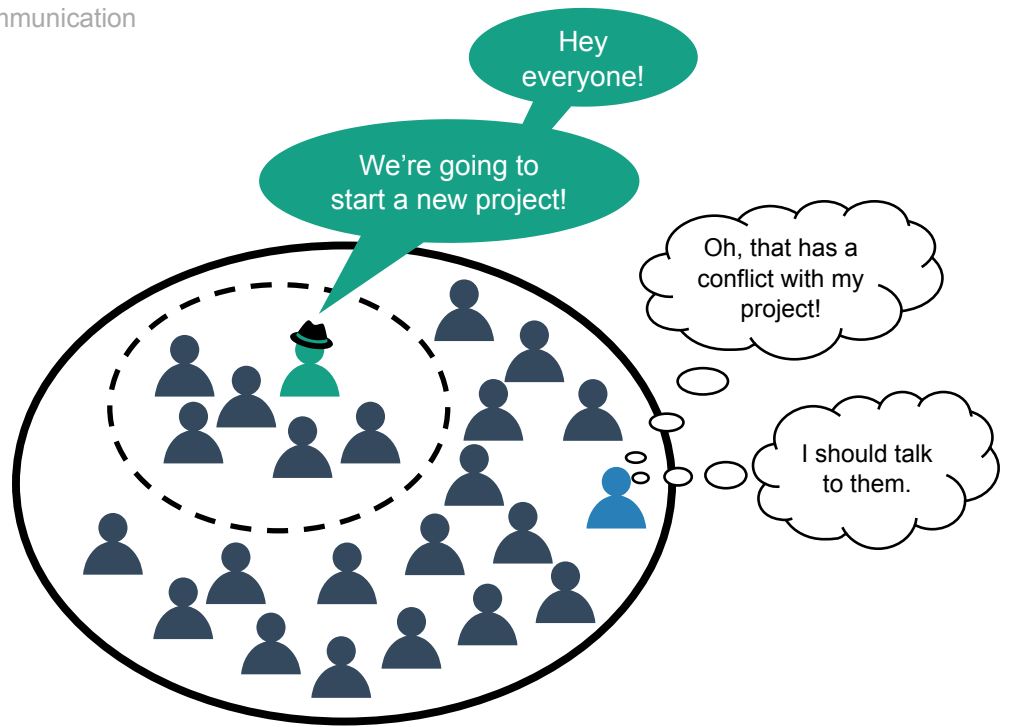 mmunication
Hey
everyone!
We're going to
start a new project!
Oh, that has a
conflict with my
project!
I should talk
to them.